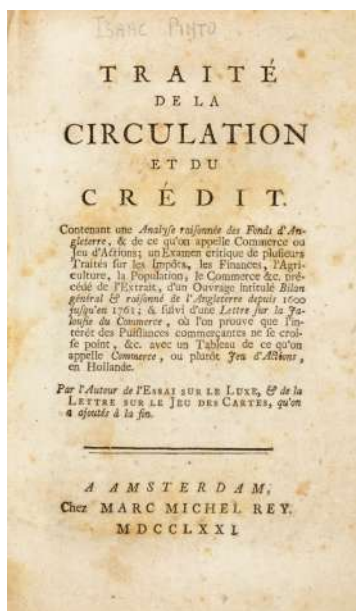 ISAAC PINTO
TRAITÉ
DE LA
CIRCULATION
ET DU
CRÉDIT.
Contenant une Analyse raisonnée des Fonds d'An-
gleterre, & de ce qu'on appelle Commerce ou
Jeu d'Actions; un Examen critique de plusieurs
Traités sur les Impôts, les Finances, l'Agri-
culture, la Population, le Commerce &c. pré-
cédé de l'Extrait, d'un Ouvrage intitulé Bilan
général & raisonné de l'Angleterre depuis 1600
jusqu'en 1761; & suivi d'une Lettre sur la Ja-
lousie du Commerce, où l'on prouve que l'in-
térêt des Puissances commerçantes ne se croi-
se point, &c. avec un Tableau de ce qu'on
appelle Commerce, ou plutôt Jeu d'Actions,
en Hollande.
Par l'Auteur de l'ESSAI SUR LE LUXE, & de la
LETTRE SUR LE JEU DES CARTES, qu'on
a ajoutés à la fin.
A AMSTERDAM,
Chez MARC MICHEL REY.
MDCCLXXI.